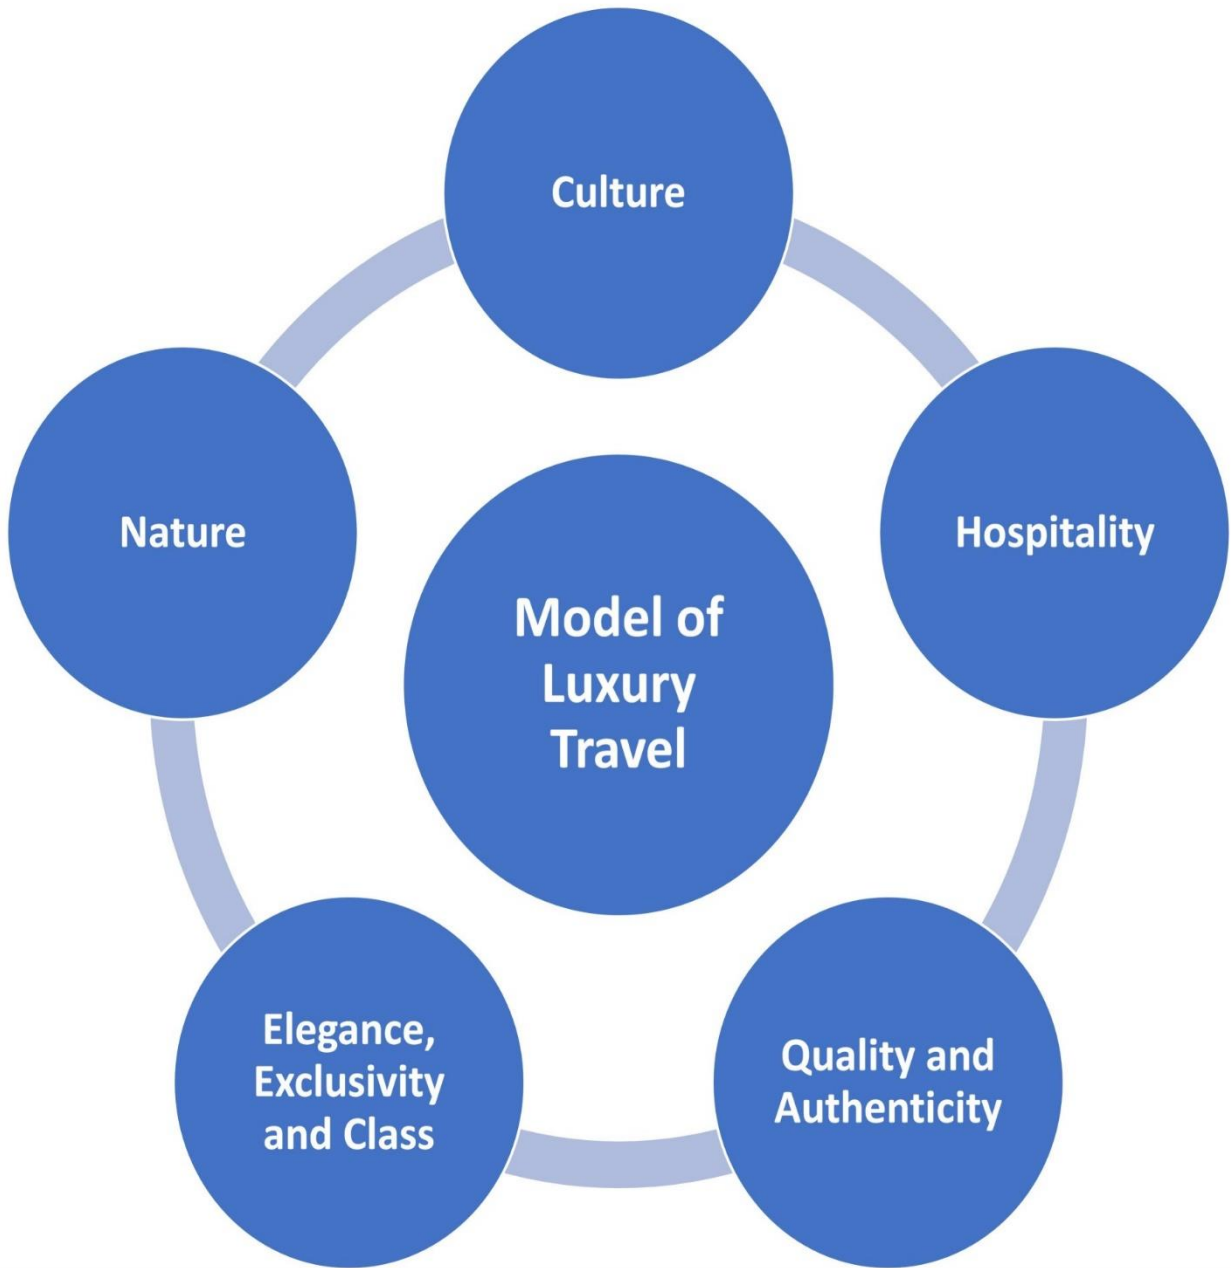 Culture
Nature
Hospitality
Model of
Luxury
Travel
Elegance,
Exclusivity
and Class
Quality and
Authenticity